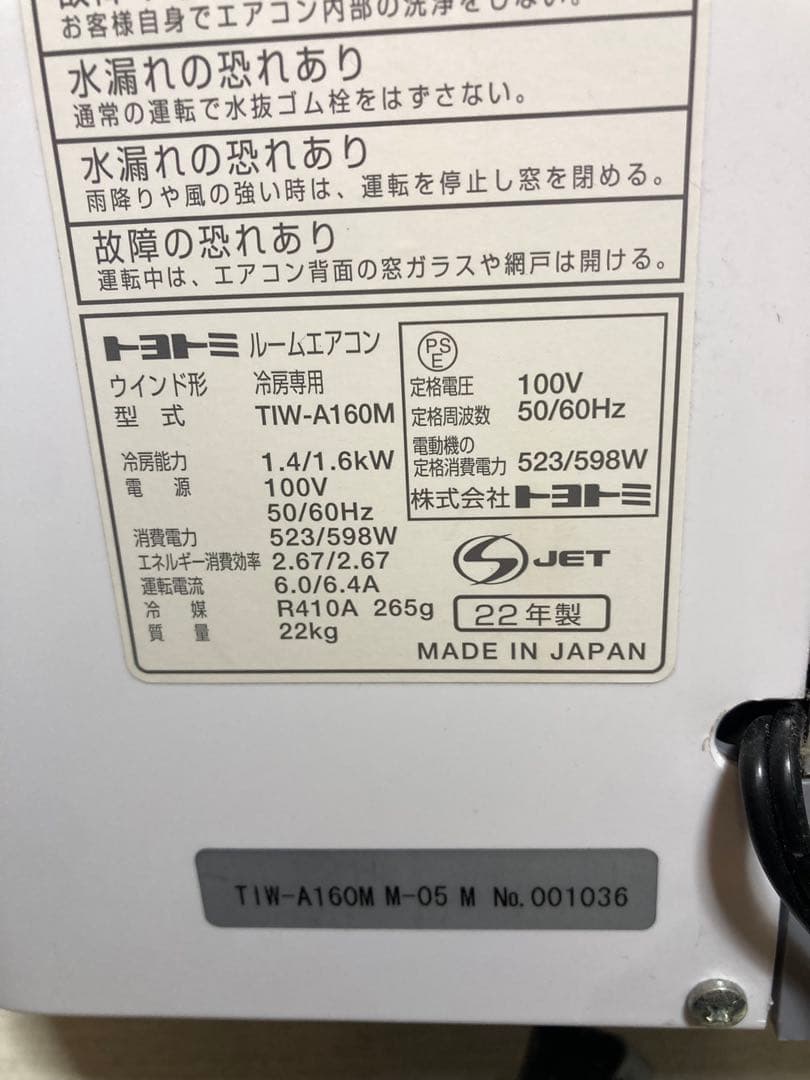 お客様自身でエアコン内部の洗浄をしない。
水漏れの恐れあり
通常の運転で水抜ゴム栓をはずさない。
水漏れの恐れあり
雨降りや風の強い時は、運転を停止し窓を閉める。
故障の恐れあり
運転中は、エアコン背面の窓ガラスや網戸は開ける。
トヨトミ ルームエアコン
ウインド形 冷房専用
型 式 TIW-A160M
冷房能力 1.4/1.6kW
電 源 100V
50/60Hz
消費電力 523/598W
エネルギー消費効率 2.67/2.67
運転電流 6.0/6.4A
冷 媒 R410A 265g
質 量 22kg
PSE
定格電圧 100V
定格周波数 50/60Hz
電動機の
定格消費電力 523/598W
株式会社トヨトミ
S JET
22年製
MADE IN JAPAN
TIW-A160M M-05 M No.001036